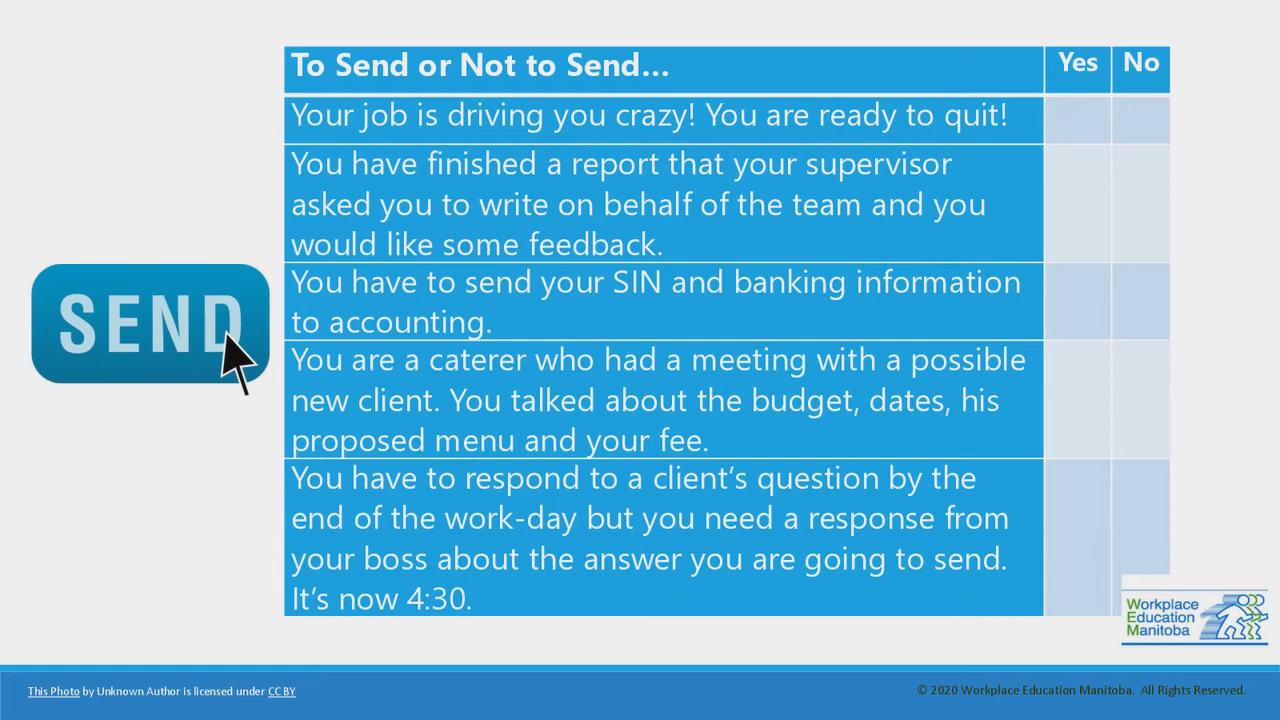 To Send or Not to Send...
Yes
No
Your job is driving you crazy! You are ready to quit!
You have finished a report that your supervisor
asked you to write on behalf of the team and you
would like some feedback.
You have to send your SIN and banking information
to accounting.
SEND
You are a caterer who had a meeting with a possible
new client. You talked about the budget, dates, his
proposed menu and your fee.
You have to respond to a client’s question by the
end of the work-day but you need a response from
your boss about the answer you are going to send.
It’s now 4:30.
Workplace
Education
Manitoba
This Photo by Unknown Author is licensed under CC BY
© 2020 Workplace Education Manitoba. All Rights Reserved.